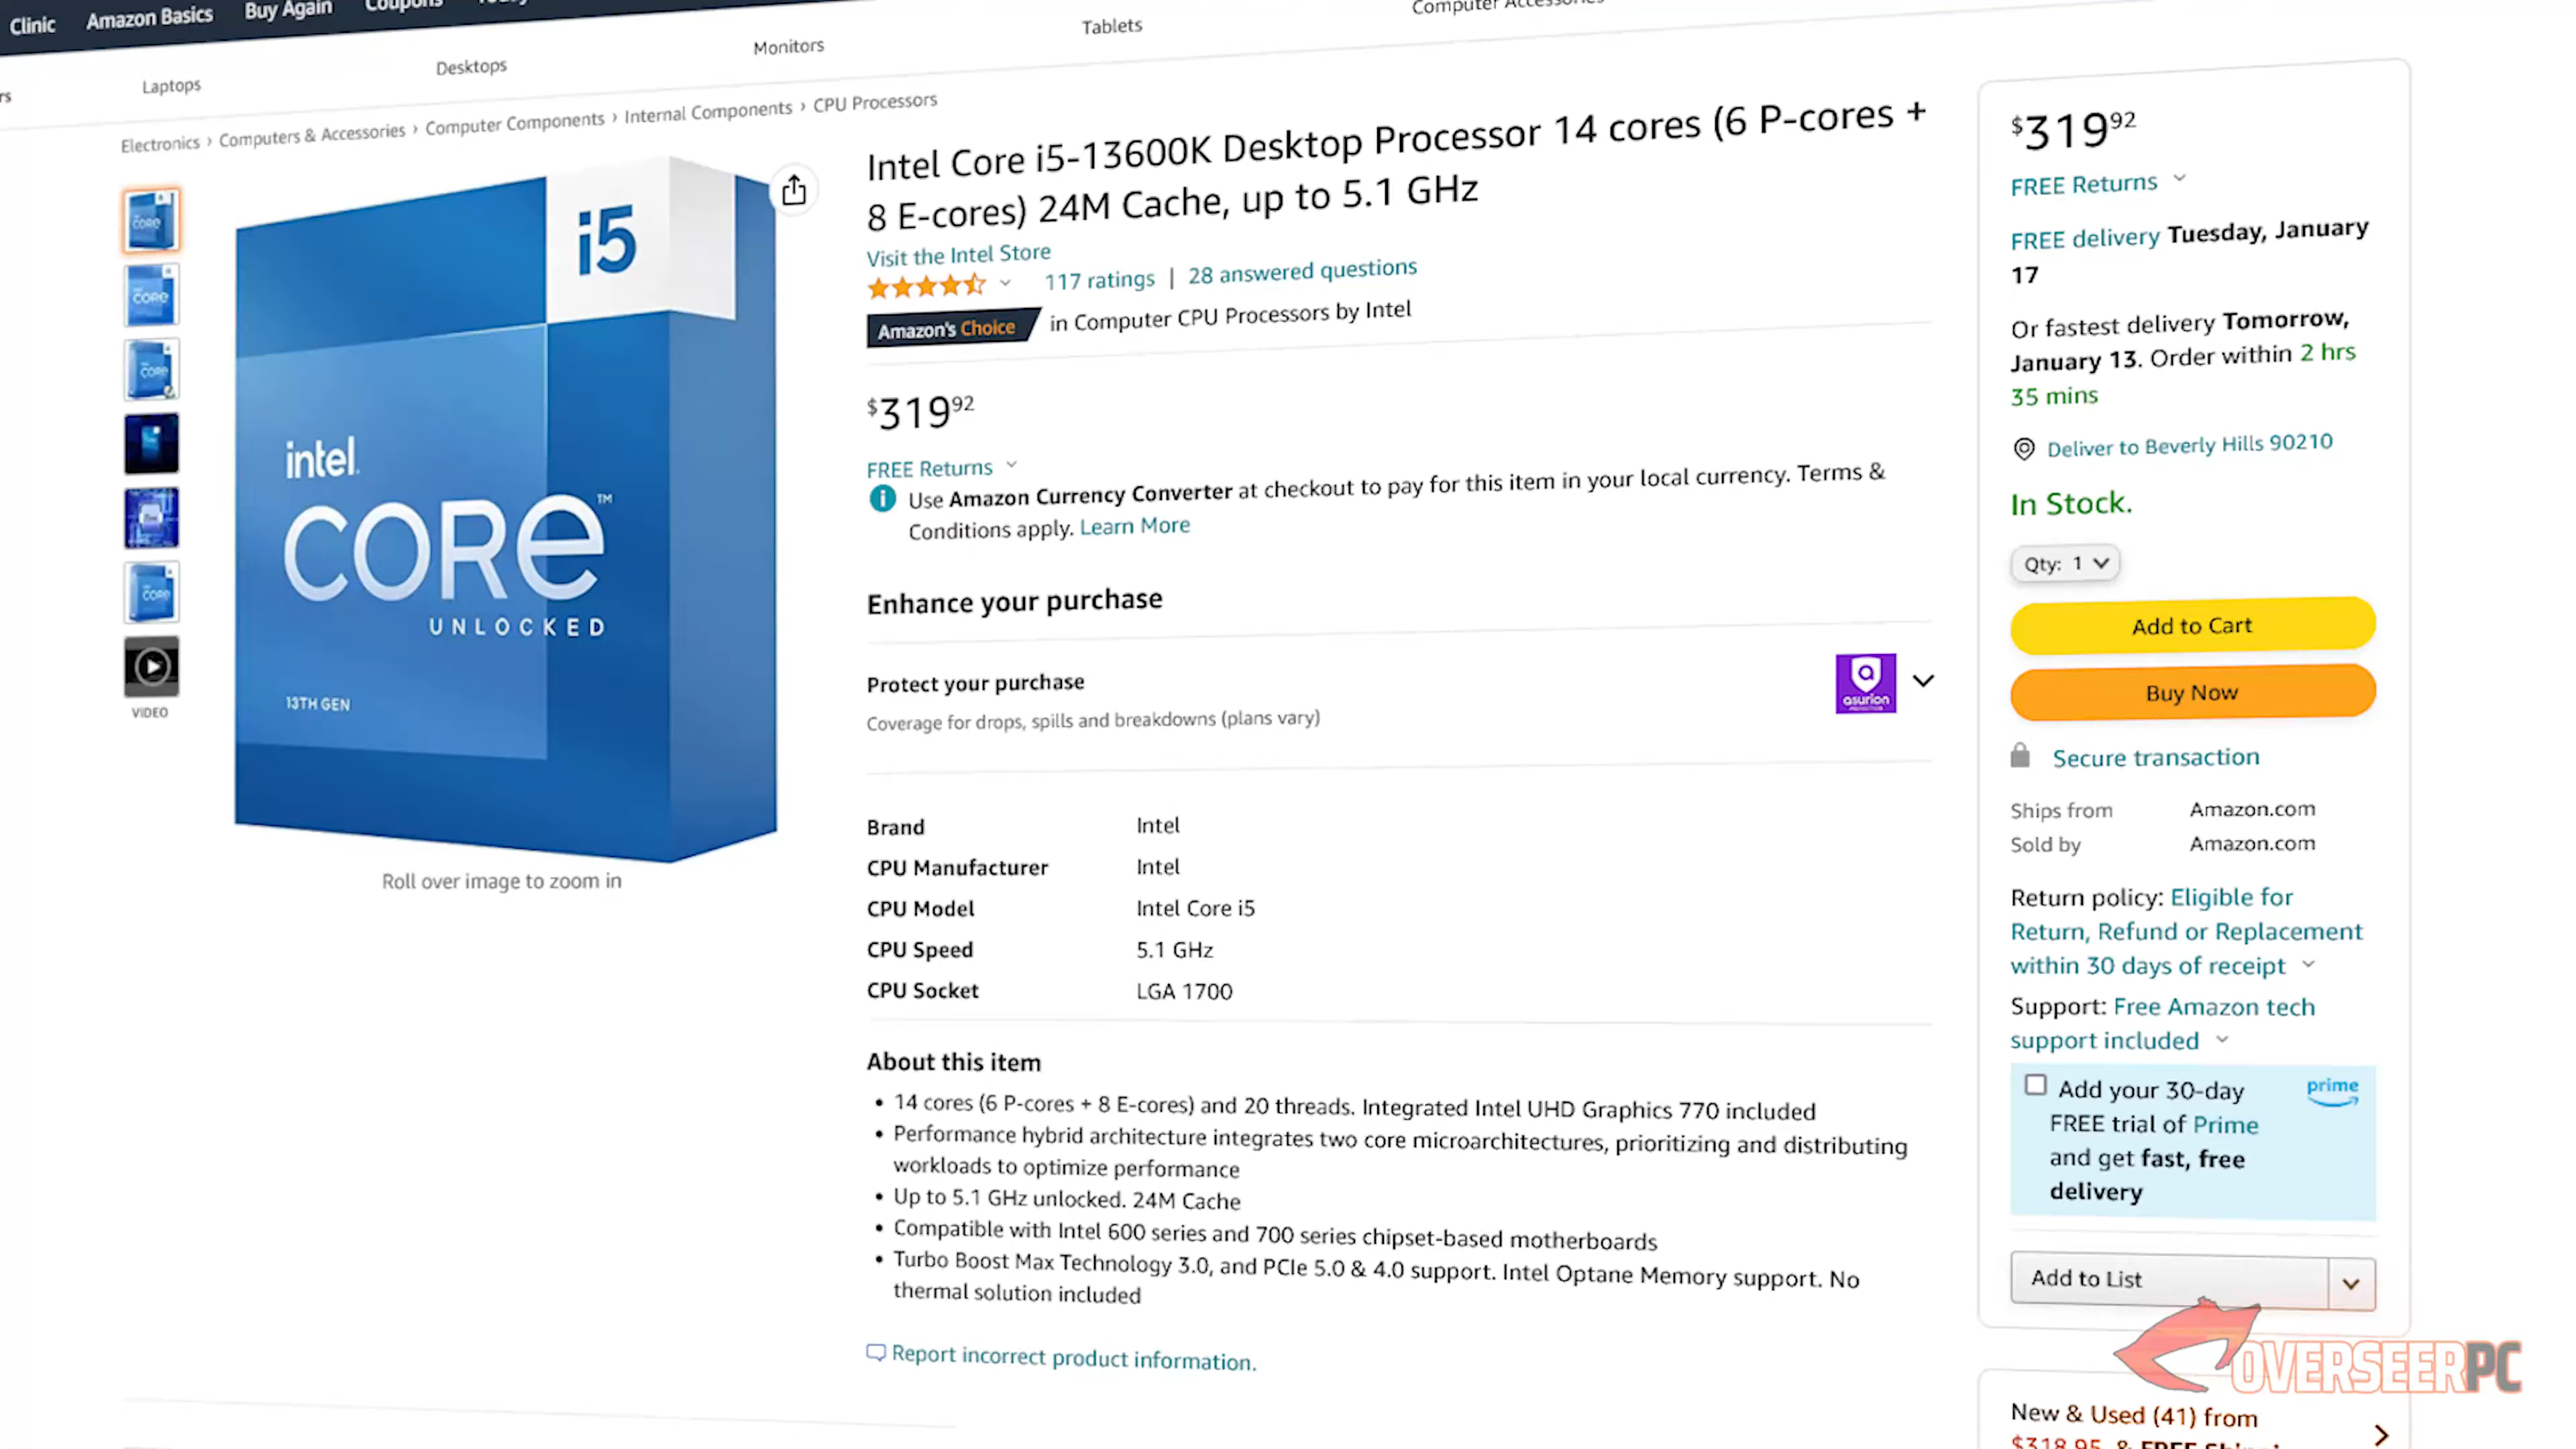 Clinic
Amazon Basics
Buy Again
Coupons
Laptops
Desktops
Monitors
Tablets
Computer Accessories
Electronics › Computers & Accessories › Computer Components › Internal Components › CPU Processors
i5
intel.
CORE™
UNLOCKED
13TH GEN
VIDEO
Roll over image to zoom in
Intel Core i5-13600K Desktop Processor 14 cores (6 P-cores +
8 E-cores) 24M Cache, up to 5.1 GHz
Visit the Intel Store
117 ratings | 28 answered questions
Amazon's Choice in Computer CPU Processors by Intel
$31992
FREE Returns
Use Amazon Currency Converter at checkout to pay for this item in your local currency. Terms &
Conditions apply. Learn More
Enhance your purchase
Protect your purchase
asurion
Coverage for drops, spills and breakdowns (plans vary)
Brand Intel
CPU Manufacturer Intel
CPU Model Intel Core i5
CPU Speed 5.1 GHz
CPU Socket LGA 1700
About this item
• 14 cores (6 P-cores + 8 E-cores) and 20 threads. Integrated Intel UHD Graphics 770 included
• Performance hybrid architecture integrates two core microarchitectures, prioritizing and distributing
workloads to optimize performance
• Up to 5.1 GHz unlocked. 24M Cache
• Compatible with Intel 600 series and 700 series chipset-based motherboards
• Turbo Boost Max Technology 3.0, and PCIe 5.0 & 4.0 support. Intel Optane Memory support. No
thermal solution included
Report incorrect product information.
$31992
FREE Returns
FREE delivery Tuesday, January
17
Or fastest delivery Tomorrow,
January 13. Order within 2 hrs
35 mins
Deliver to Beverly Hills 90210
In Stock.
Qty: 1
Add to Cart
Buy Now
Secure transaction
Ships from Amazon.com
Sold by Amazon.com
Return policy: Eligible for
Return, Refund or Replacement
within 30 days of receipt
Support: Free Amazon tech
support included
Add your 30-day
prime
FREE trial of Prime
and get fast, free
delivery
Add to List
OVERSEERPC
New & Used (41) from
$318.95 & FREE